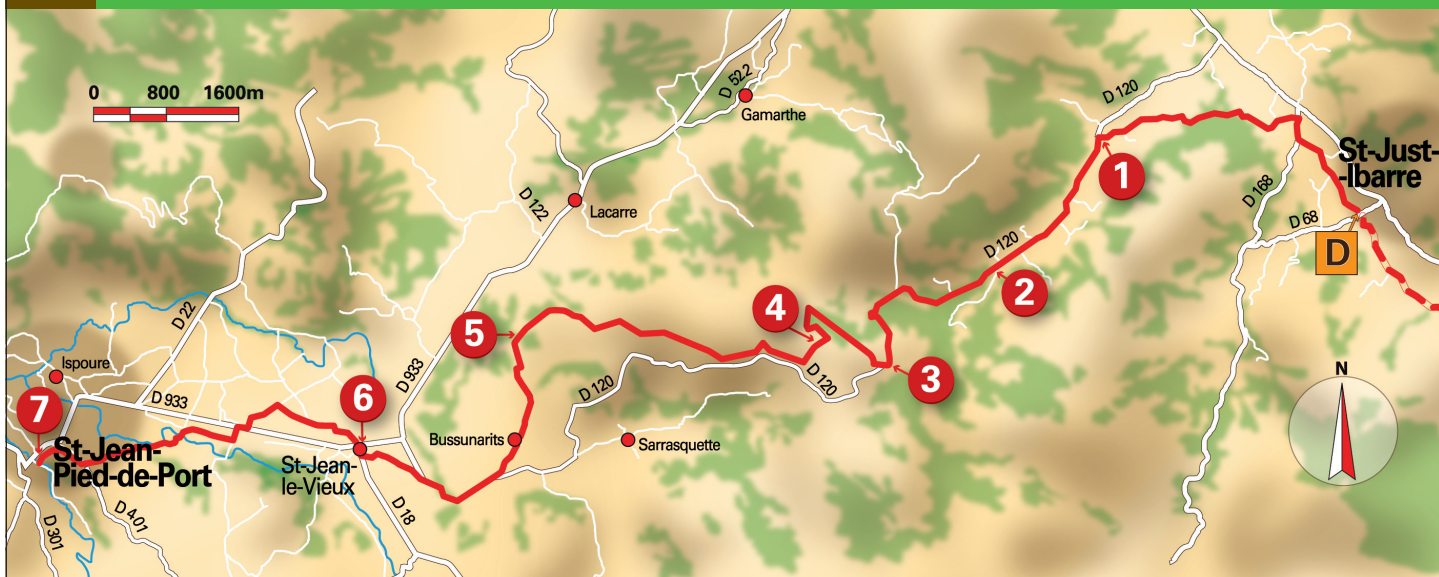 0 800 1600m
D 522
Gamarthe
D 120
1
St-Just-
-Ibarre
D 168
D 68
D
D 122
Lacarre
D 120
2
D 22
4
5
3
D 120
N
Ispoure
7
D 933
6
D 933
D 120
Bussunarits
Sarrasquette
St-Jean-
Pied-de-Port
St-Jean-
le-Vieux
D 18
D 401
D 301